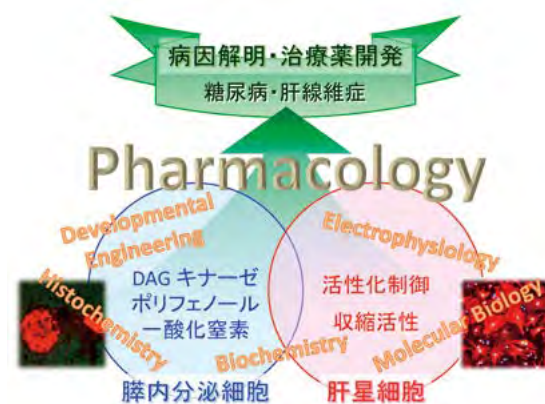 病因解明・治療薬開発
糖尿病・肝線維症
Pharmacology
Developmental
Engineering
Electrophysiology
Histochemistry
DAG キナーゼ
ポリフェノール
一酸化窒素
活性化制御
収縮活性
Molecular Biology
Biochemistry
膵内分泌細胞
肝星細胞